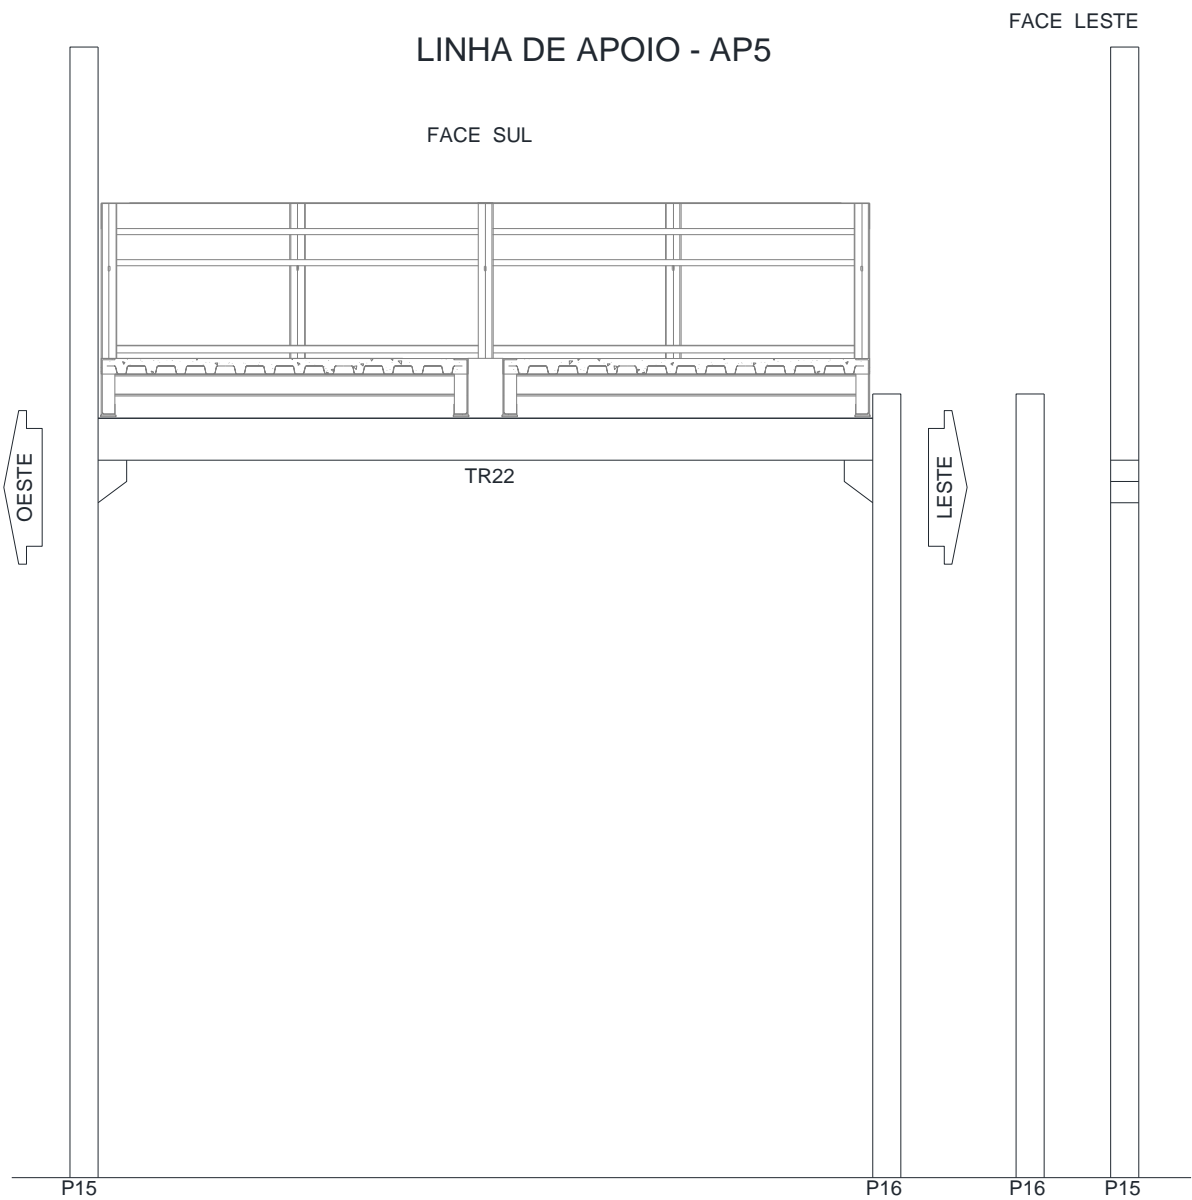 FACE LESTE
LINHA DE APOIO - AP5
FACE SUL
OESTE
TR22
LESTE
P15
P16
P16
P15